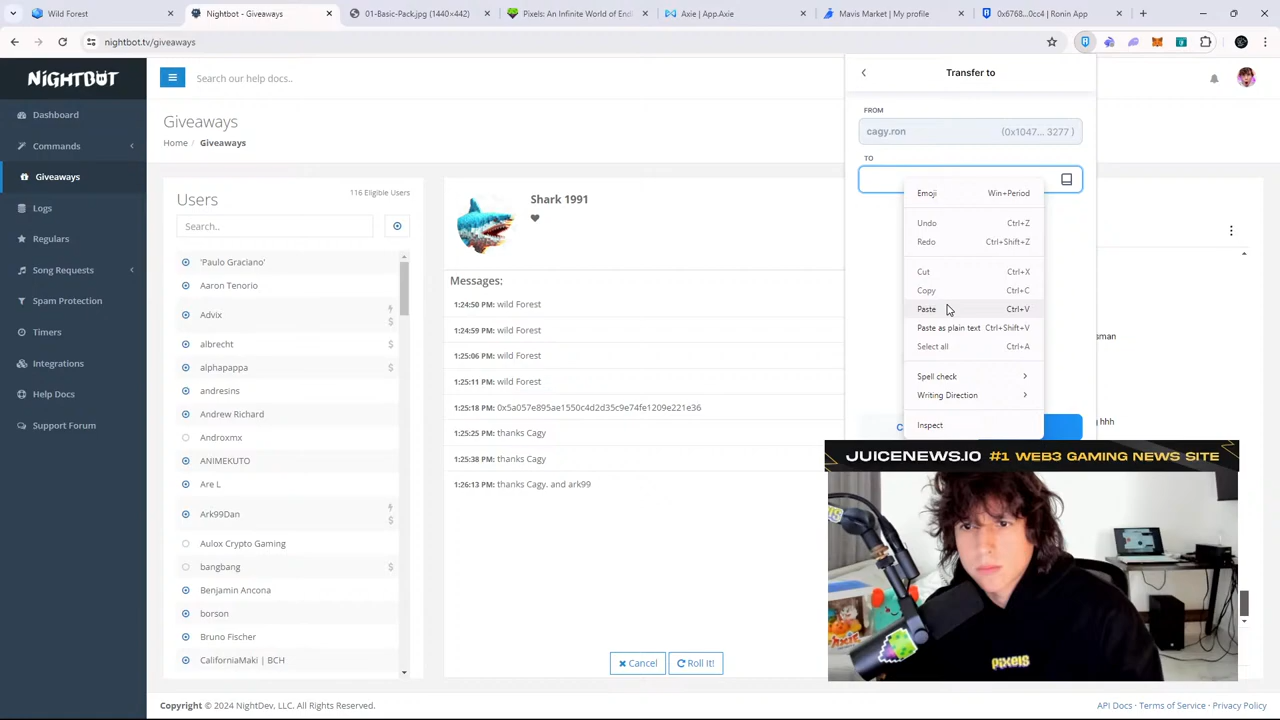 Wild Forest
Nightbot - Giveaways
01-Basic-Pack.jpg (1440×442)
Pixels: An Infinite World of En
Axie | App.Axie
Mavis Market | My profile
0x6768...0cc4 | Ronin App
nightbot.tv/giveaways
NIGHTBOT
Search our help docs..
Transfer to
Dashboard
Commands
Giveaways
Logs
Regulars
Song Requests
Spam Protection
Timers
Integrations
Help Docs
Support Forum
Giveaways
Home / Giveaways
FROM
cagy.ron (0x1047... 3277 )
TO
Users
116 Eligible Users
Search..
'Paulo Graciano'
Aaron Tenorio
Advix
albrecht
alphapappa
andresins
Andrew Richard
Androxmx
ANIMEKUTO
Are L
Ark99Dan
Aulox Crypto Gaming
bangbang
Benjamin Ancona
borson
Bruno Fischer
CaliforniaMaki | BCH
Shark 1991
Messages:
1:24:50 PM: wild Forest
1:24:59 PM: wild Forest
1:25:06 PM: wild Forest
1:25:11 PM: wild Forest
1:25:18 PM: 0x5a057e895ae1550c4d2d35c9e74fe1209e221e36
1:25:25 PM: thanks Cagy
1:25:38 PM: thanks Cagy
1:26:13 PM: thanks Cagy. and ark99
Cancel
Roll It!
Emoji Win+Period
Undo Ctrl+Z
Redo Ctrl+Shift+Z
Cut Ctrl+X
Copy Ctrl+C
Paste Ctrl+V
Paste as plain text Ctrl+Shift+V
Select all Ctrl+A
Spell check
Writing Direction
Inspect
sman
hhh
JUICENEWS.IO #1 WEB3 GAMING NEWS SITE
pixels
Copyright © 2024 NightDev, LLC. All Rights Reserved.
API Docs · Terms of Service · Privacy Policy